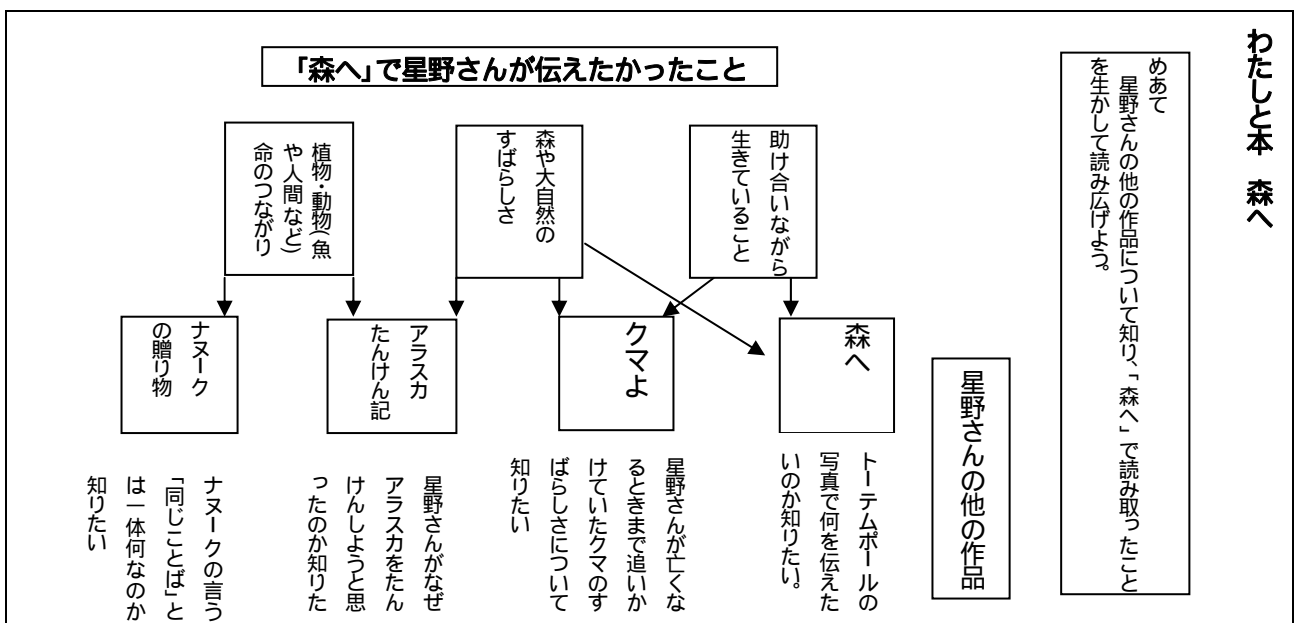 わたしと本　森へ
めあて
星野さんの他の作品について知り、「森へ」で読み取ったこと
を生かして読み広げよう。
「森へ」で星野さんが伝えたかったこと
助け合いながら
生きていること
森や大自然の
すばらしさ
植物・動物(魚
や人間など)
命のつながり
星野さんの他の作品
森へ
トーテムポールの
写真で何を伝えた
いのか知りたい。
クマよ
星野さんが亡くな
るときまで追いか
けていたクマのす
ばらしさについて
知りたい
アラスカ
たんけん記
星野さんがなぜ
アラスカをたん
けんしようと思
ったのか知りた
ナヌーク
の贈り物
ナヌークの言う
「同じことば」と
は一体何なのか
知りたい